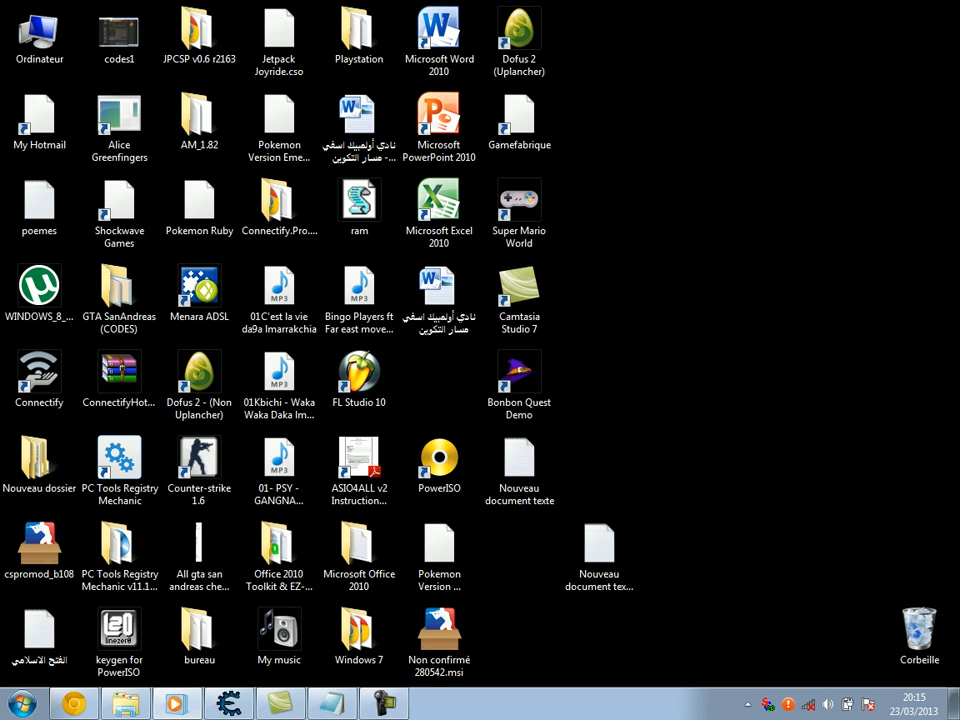 Ordinateur
codes1
JPCSP v0.6 r2163
Jetpack
Joyride.cso
Playstation
Microsoft Word
2010
Dofus 2
(Uplancher)
My Hotmail
Alice
Greenfingers
AM_1.82
Pokemon
Version Eme...
نادي أولمبيك اسفي
- مسار التكوين...
Microsoft
PowerPoint 2010
Gamefabrique
poemes
Shockwave
Games
Pokemon Ruby
Connectify.Pro....
ram
Microsoft Excel
2010
Super Mario
World
WINDOWS_8_...
GTA SanAndreas
(CODES)
Menara ADSL
01C'est la vie
da9a lmarrakchia
Bingo Players ft
Far east move...
نادي أولمبيك اسفي
مسار التكوين
Camtasia
Studio 7
Connectify
ConnectifyHot...
Dofus 2 - (Non
Uplancher)
01Kbichi - Waka
Waka Daka Im...
FL Studio 10
Bonbon Quest
Demo
Nouveau dossier
PC Tools Registry
Mechanic
Counter-strike
1.6
01- PSY -
GANGNA...
ASIO4ALL v2
Instruction...
PowerISO
Nouveau
document texte
cspromod_b108
PC Tools Registry
Mechanic v11.1...
All gta san
andreas che...
Office 2010
Toolkit & EZ-...
Microsoft Office
2010
Pokemon
Version ...
Nouveau
document tex...
الفتح الاسلامي
keygen for
PowerISO
bureau
My music
Windows 7
Non confirmé
280542.msi
Corbeille
MP3
MP3
MP3
MP3
linezer0
20:15
23/03/2013